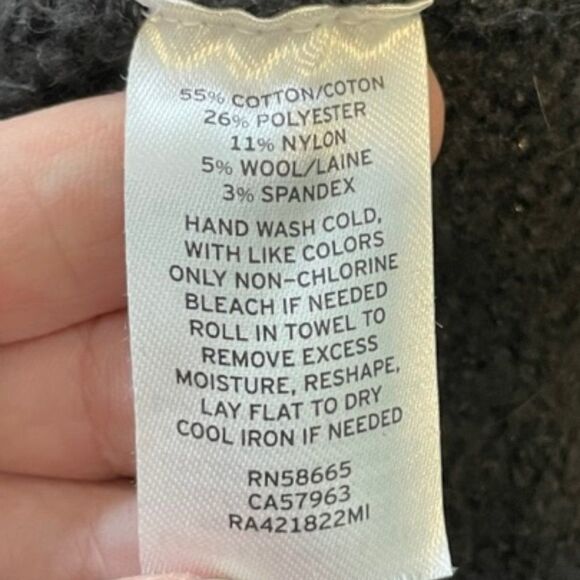 55% COTTON/COTON
26% POLYESTER
11% NYLON
5% WOOL/LAINE
3% SPANDEX
HAND WASH COLD,
WITH LIKE COLORS
ONLY NON-CHLORINE
BLEACH IF NEEDED
ROLL IN TOWEL TO
REMOVE EXCESS
MOISTURE, RESHAPE,
LAY FLAT TO DRY
COOL IRON IF NEEDED
RN58665
CA57963
RA421822MI